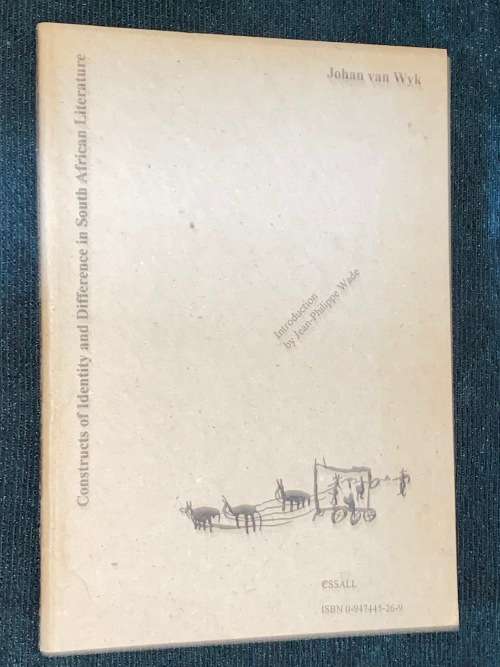 Johan van Wyk
Constructs of Identity and Difference in South African Literature
Introduction
by Jean-Philippe Wade
CSSALL
ISBN 0-947445-26-9